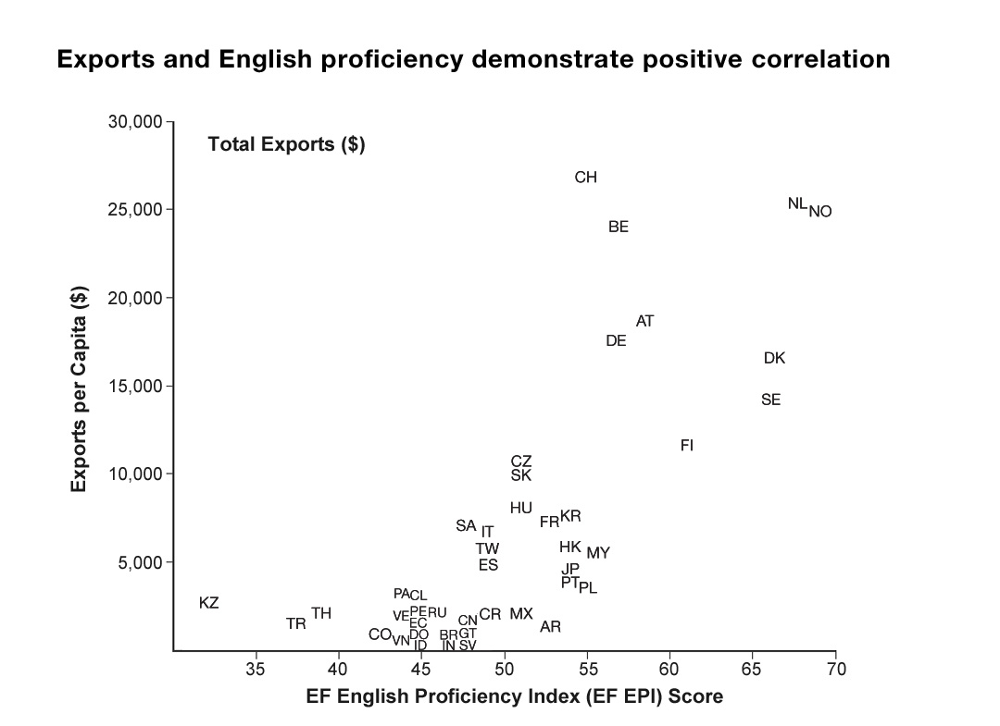 Exports and English proficiency demonstrate positive correlation
30,000
Total Exports ($)
CH
25,000
NL
NO
BE
20,000
AT
DE
DK
15,000
SE
FI
CZ
10,000
SK
HU
KR
FR
SA
IT
HK
TW
MY
5,000
ES
JP
PT
PL
PA
CL
KZ
TH
VE
PE
RU
CR
MX
TR
EC
CN
AR
CO
VN
DO
BR
GT
ID
IN
SV
35
40
45
50
55
60
65
70
Exports per Capita ($)
EF English Proficiency Index (EF EPI) Score